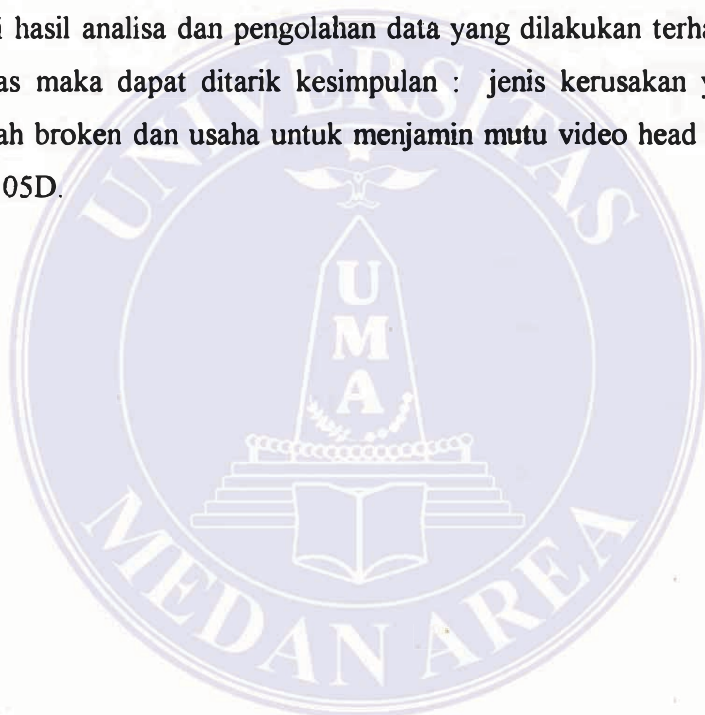 i hasil analisa dan pengolahan data yang dilakukan terha
as maka dapat ditarik kesimpulan : jenis kerusakan y
ah broken dan usaha untuk menjamin mutu video head
05D.
UNIVERSITAS
U
M
A
MEDAN AREA